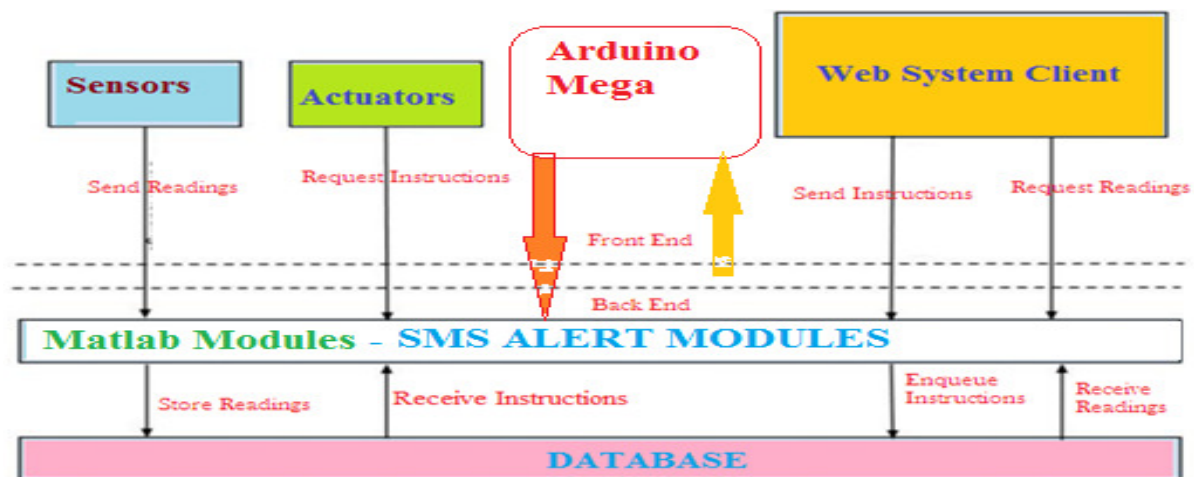 Sensors
Actuators
Arduino
Mega
Web System Client
Send Readings
Request Instructions
Send Instructions
Request Readings
Front End
Back End
Matlab Modules - SMS ALERT MODULES
Store Readings
Receive Instructions
Enqueue
Instructions
Receive
Readings
DATABASE